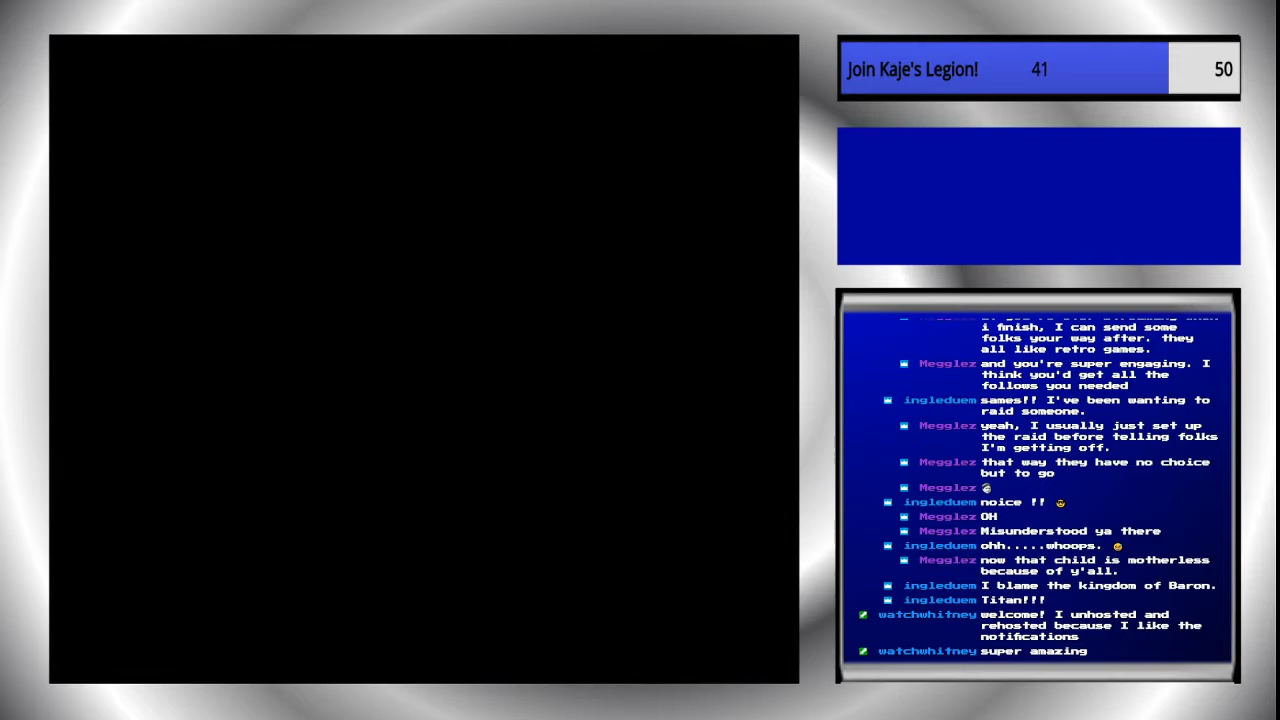 Join Kaje's Legion! 41 50
i finish, I can send some
folks your way after. they
all like retro games.
Megglez and you're super engaging. I
think you'd get all the
follows you needed
ingleduem sames!! I've been wanting to
raid someone.
Megglez yeah, I usually just set up
the raid before telling folks
I'm getting off.
Megglez that way they have no choice
but to go
Megglez
ingleduem noice !!
Megglez OH
Megglez Misunderstood ya there
ingleduem ohh.....whoops.
Megglez now that child is motherless
because of y'all.
ingleduem I blame the kingdom of Baron.
ingleduem Titan!!!
watchwhitney welcome! I unhosted and
rehosted because I like the
notifications
watchwhitney super amazing